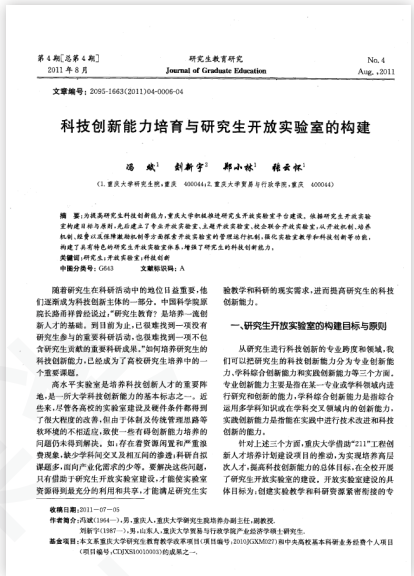 第4期[总第4期]
研究生教育研究
No.4
2011年8月
Journal of Graduate Education
Aug.,2011
文章编号:2095-1663(2011)04-0006-04
科技创新能力培育与研究生开放实验室的构建
冯斌1 刘新宇2 郑小林1 张云怀1
(1.重庆大学研究生院,重庆 400044;2.重庆大学贸易与行政学院,重庆 400044)
摘 要:为提高研究生科技创新能力,重庆大学积极推进研究生开放实验室平台建设。依据研究生开放实验
室构建目标与原则,先后建立了专业开放实验室、主题开放实验室、校企联合开放实验室,从开放机制、培养
机制、经费以及保障激励机制等方面探索开放实验室的管理运行机制,强化实验室教学和科技创新等功能,
构建了具有特色的研究生开放实验室体系,增强了研究生的科技创新能力。
关键词:研究生;开放实验室;科技创新
中图分类号:G643 文献标识码:A
随着研究生在科研活动中的地位日益重要,他
们逐渐成为科技创新主体的一部分。中国科学院原
院长路甬祥曾经说过,“研究生教育?是培养一流创
新人才的基础。到目前为止,已很难找到一项没有
研究生参与的重要科研活动,也很难找到一项不包
含研究生贡献的重要科研成果。”如何培养研究生的
科技创新能力,已经成为了高校研究生培养中的一
个重要课题。
高水平实验室是培养科技创新人才的重要阵
地,是一所大学科技创新能力的基本标志之一。近
些来,尽管各高校的实验室建设及硬件条件都得到
了很大程度的改善,但由于体制及传统管理思路等
软环境的不相适应,致使一些有碍创新能力培养的
问题仍未得到解决。如:存在着资源闲置和严重浪
费现象,缺少学科间交叉及相互间的渗透;科研自拟
课题多,而向产业化需求的少等。要解决这些问题,
只有借助于研究生开放实验室建设,才能使实验室
资源得到最充分的利用和共享,才能满足研究生实
验教学和科研的现实需求,进而提高研究生的科技
创新能力。
一、研究生开放实验室的构建目标与原则
从研究生进行科技创新的专业跨度和领域,我
们可以把研究生的科技创新能力分为专业创新能
力、学科综合创新能力和实践创新能力等三个方面。
专业创新能力主要是指在某一专业或学科领域内进
行研究和创新的能力,学科综合创新能力是指综合
运用多学科知识或在学科交叉领域内的创新能力,
实践创新能力是指能在实践中进行技术改进和科技
创新的能力。
针对上述三个方面,重庆大学借助“211”工程创
新人才培养计划建设项目的推动,为实现培养高层
次人才,提高科技创新能力的总体目标,在全校开展
了研究生开放实验室的建设。开放实验室建设的具
体目标为:创建实验教学和科研资源紧密衔接的专
收稿日期:2011-07-05
作者简介:冯斌(1964-),男,重庆人,重庆大学研究生院培养办副主任,副教授.
刘新宇(1987-),男,山东人,重庆大学贸易与行政学院产业经济学硕士研究生.
基金项目:本文系重庆大学研究生教育教学改革项目(项目编号:2010JGXM027)和中央高校基本科研业务经费个人项目
(项目编号:CDJXS10010003)的成果之一.